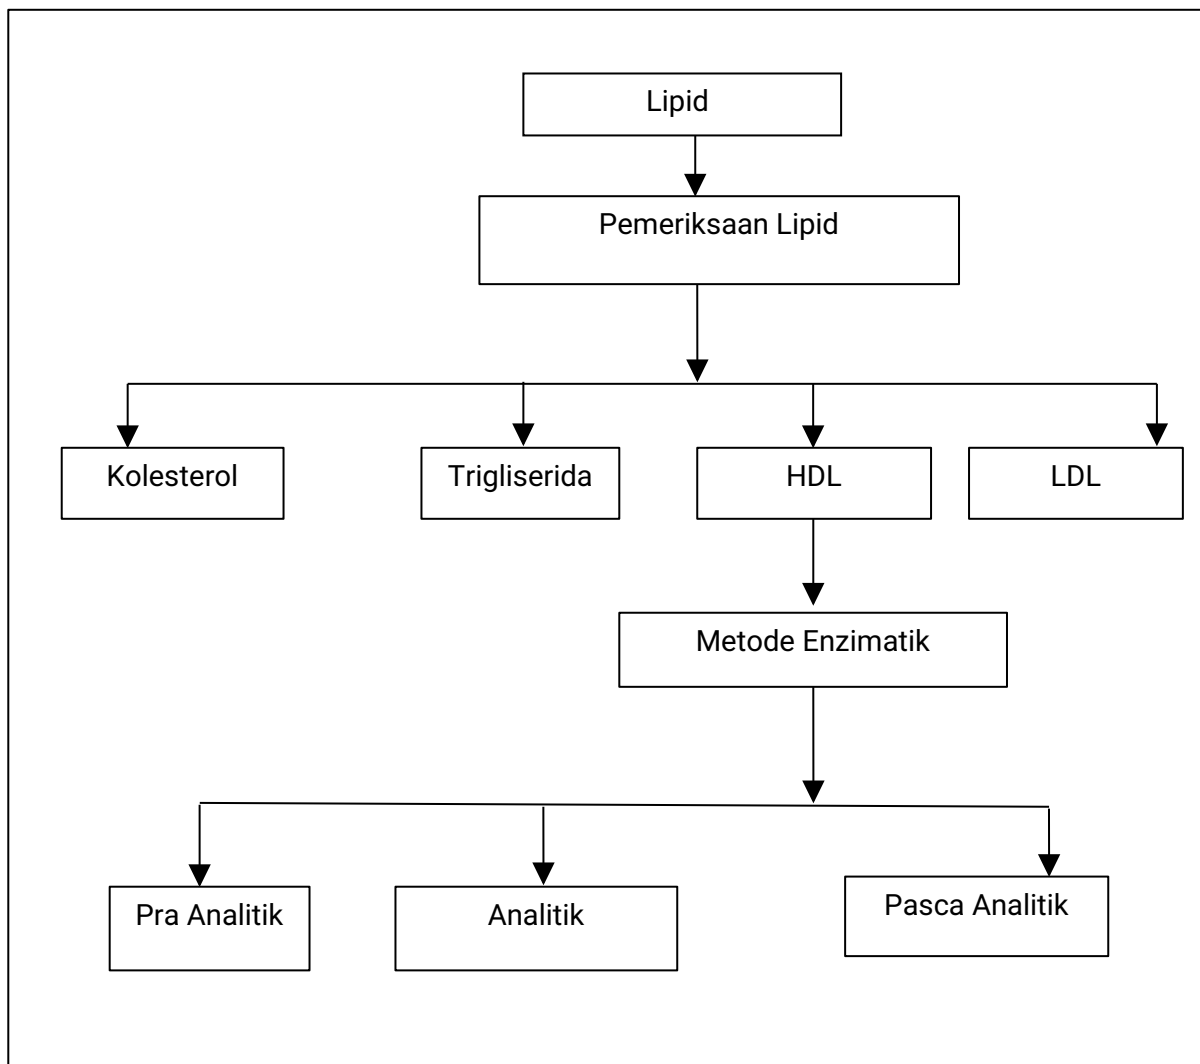 Lipid
Pemeriksaan Lipid
Kolesterol
Trigliserida
HDL
LDL
Metode Enzimatik
Pra Analitik
Analitik
Pasca Analitik